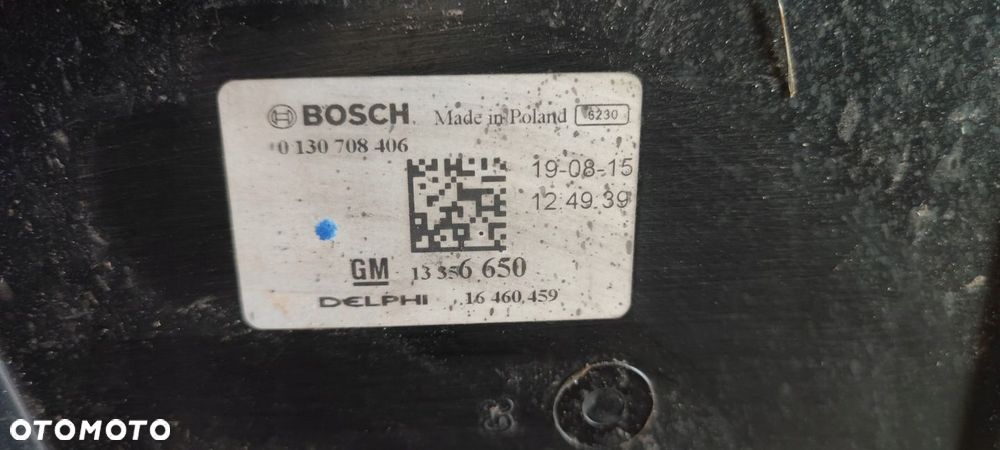 BOSCH Made in Poland 6230
0 130 708 406
19-08-15
12:49:39
GM 13 356 650
DELPHI 16 460 459
OTOMOTO